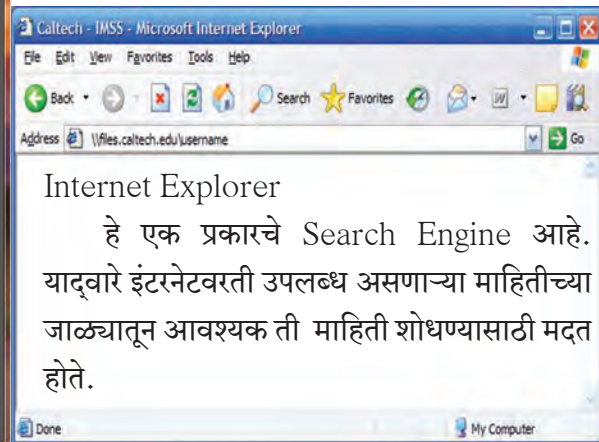 Caltech - IMSS - Microsoft Internet Explorer
File Edit View Favorites Tools Help
Back Search Favorites
Address \\files.caltech.edu\username Go
Internet Explorer
हे एक प्रकारचे Search Engine आहे.
याद्वारे इंटरनेटवरती उपलब्ध असणाऱ्या माहितीच्या
जाळ्यातून आवश्यक ती माहिती शोधण्यासाठी मदत
होते.
Done My Computer